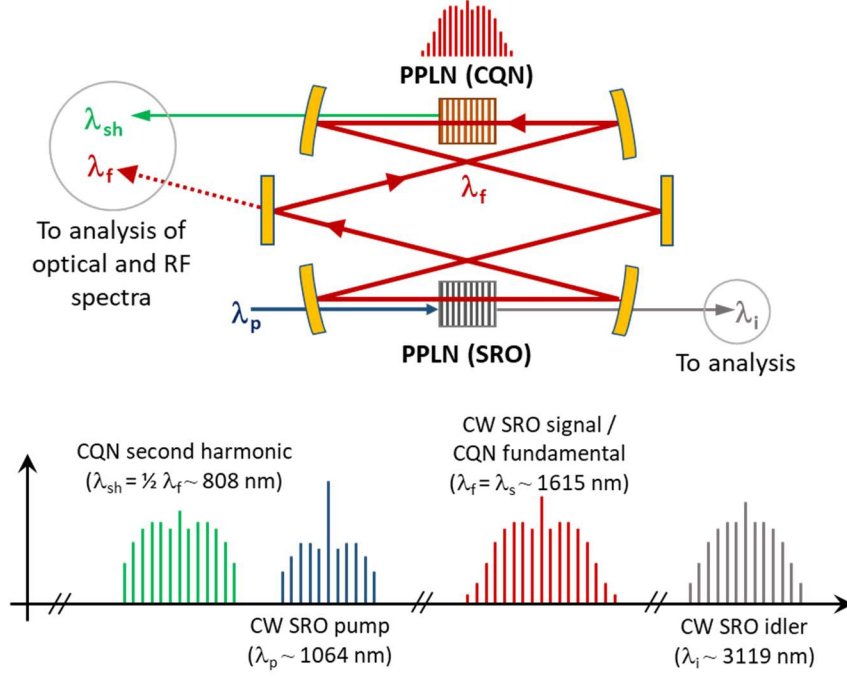 PPLN (CQN)
λsh
λf
λf
To analysis of
optical and RF
spectra
λp
λi
PPLN (SRO)
To analysis
CQN second harmonic
(λsh = ½ λf ~ 808 nm)
CW SRO signal /
CQN fundamental
(λf = λs ~ 1615 nm)
CW SRO pump
(λp ~ 1064 nm)
CW SRO idler
(λi ~ 3119 nm)